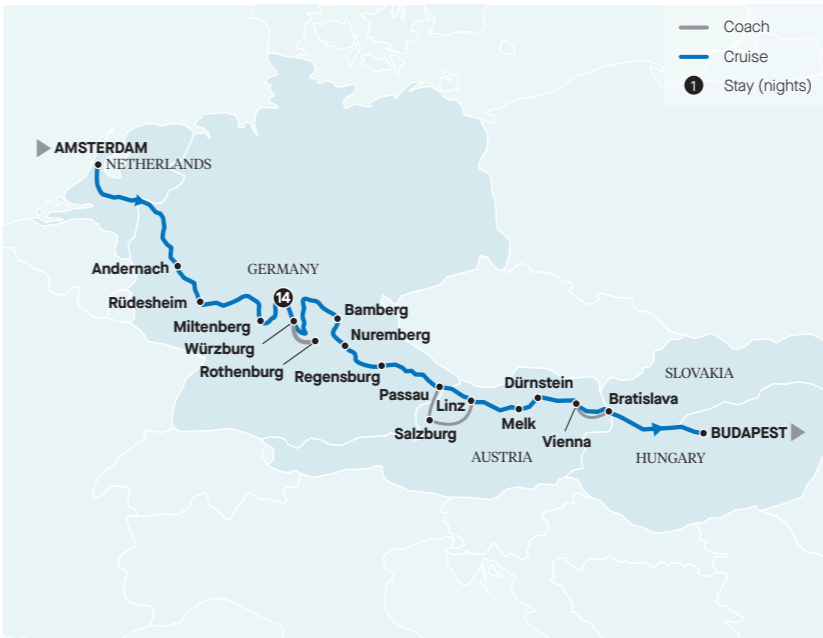 Coach
Cruise
1 Stay (nights)
AMSTERDAM
NETHERLANDS
Andernach
GERMANY
Rüdesheim
14
Miltenberg
Bamberg
Würzburg
Nuremberg
Rothenburg
Regensburg
SLOVAKIA
Passau
Dürnstein
Linz
Bratislava
Salzburg
Melk
Vienna
BUDAPEST
AUSTRIA
HUNGARY